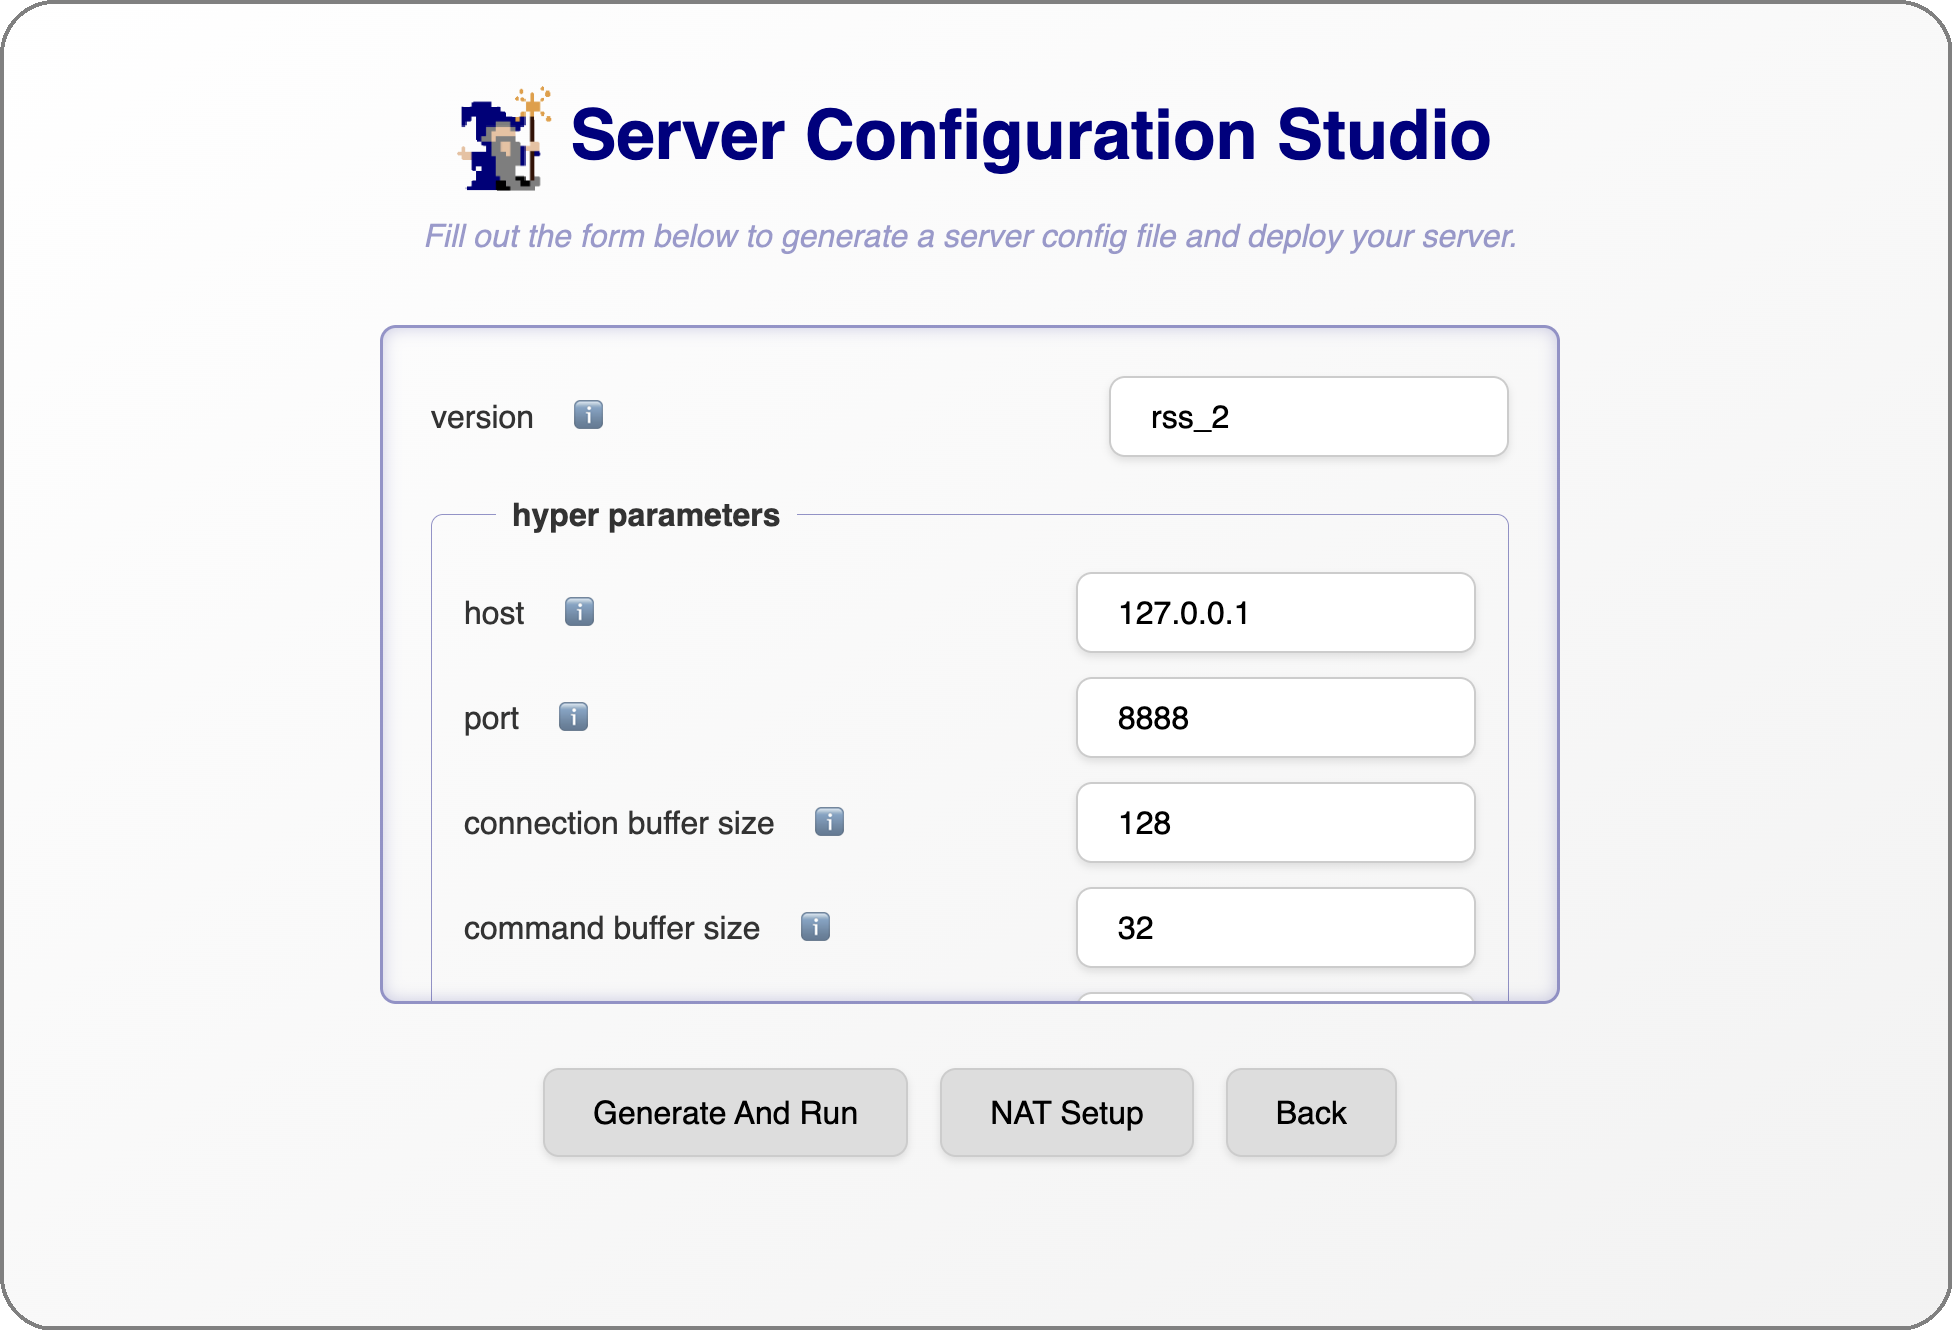 Server Configuration Studio
Fill out the form below to generate a server config file and deploy your server.
version i rss_2
hyper parameters
host i 127.0.0.1
port i 8888
connection buffer size i 128
command buffer size i 32
Generate And Run NAT Setup Back